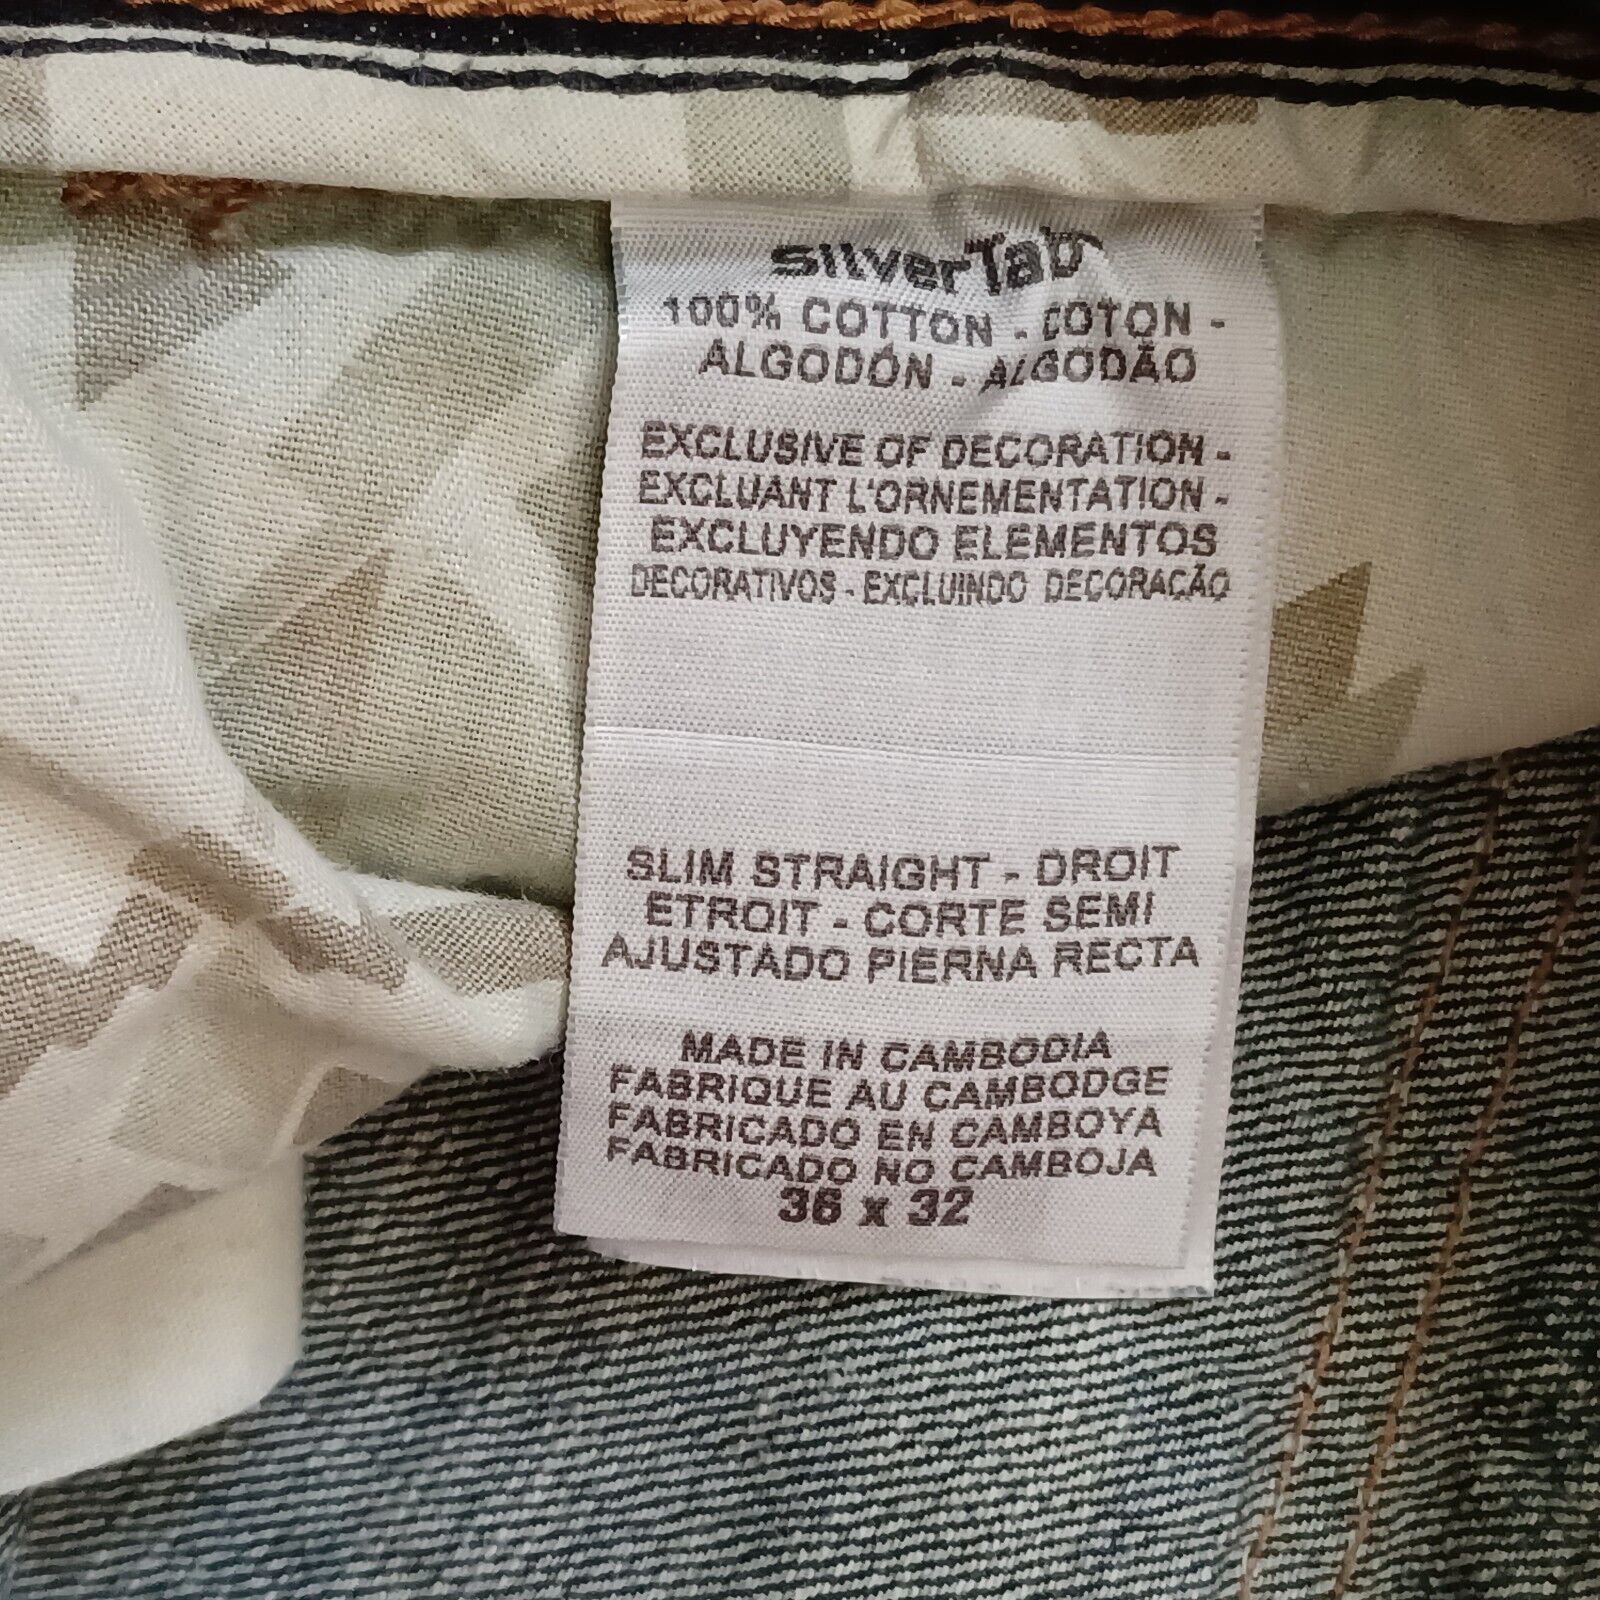 SilverTab
100% COTTON - COTON -
ALGODÓN - ALGODÃO
EXCLUSIVE OF DECORATION -
EXCLUANT L'ORNEMENTATION -
EXCLUYENDO ELEMENTOS
DECORATIVOS - EXCLUINDO DECORAÇÃO
SLIM STRAIGHT - DROIT
ETROIT - CORTE SEMI
AJUSTADO PIERNA RECTA
MADE IN CAMBODIA
FABRIQUE AU CAMBODGE
FABRICADO EN CAMBOYA
FABRICADO NO CAMBOJA
36 x 32